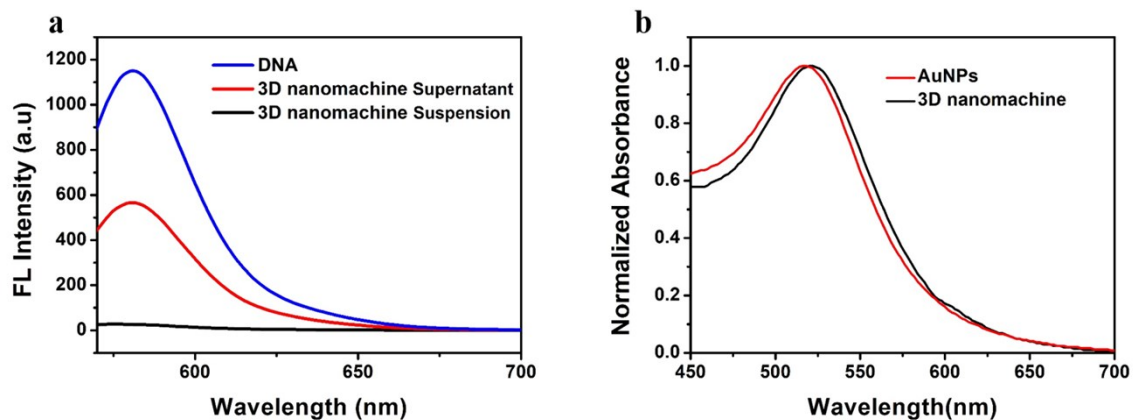 a
1200
1000
800
600
400
200
0
FL Intensity (a.u)
DNA
3D nanomachine Supernatant
3D nanomachine Suspension
600
650
700
Wavelength (nm)
b
1.0
0.8
0.6
0.4
0.2
0.0
Normalized Absorbance
AuNPs
3D nanomachine
450
500
550
600
650
700
Wavelength(nm)